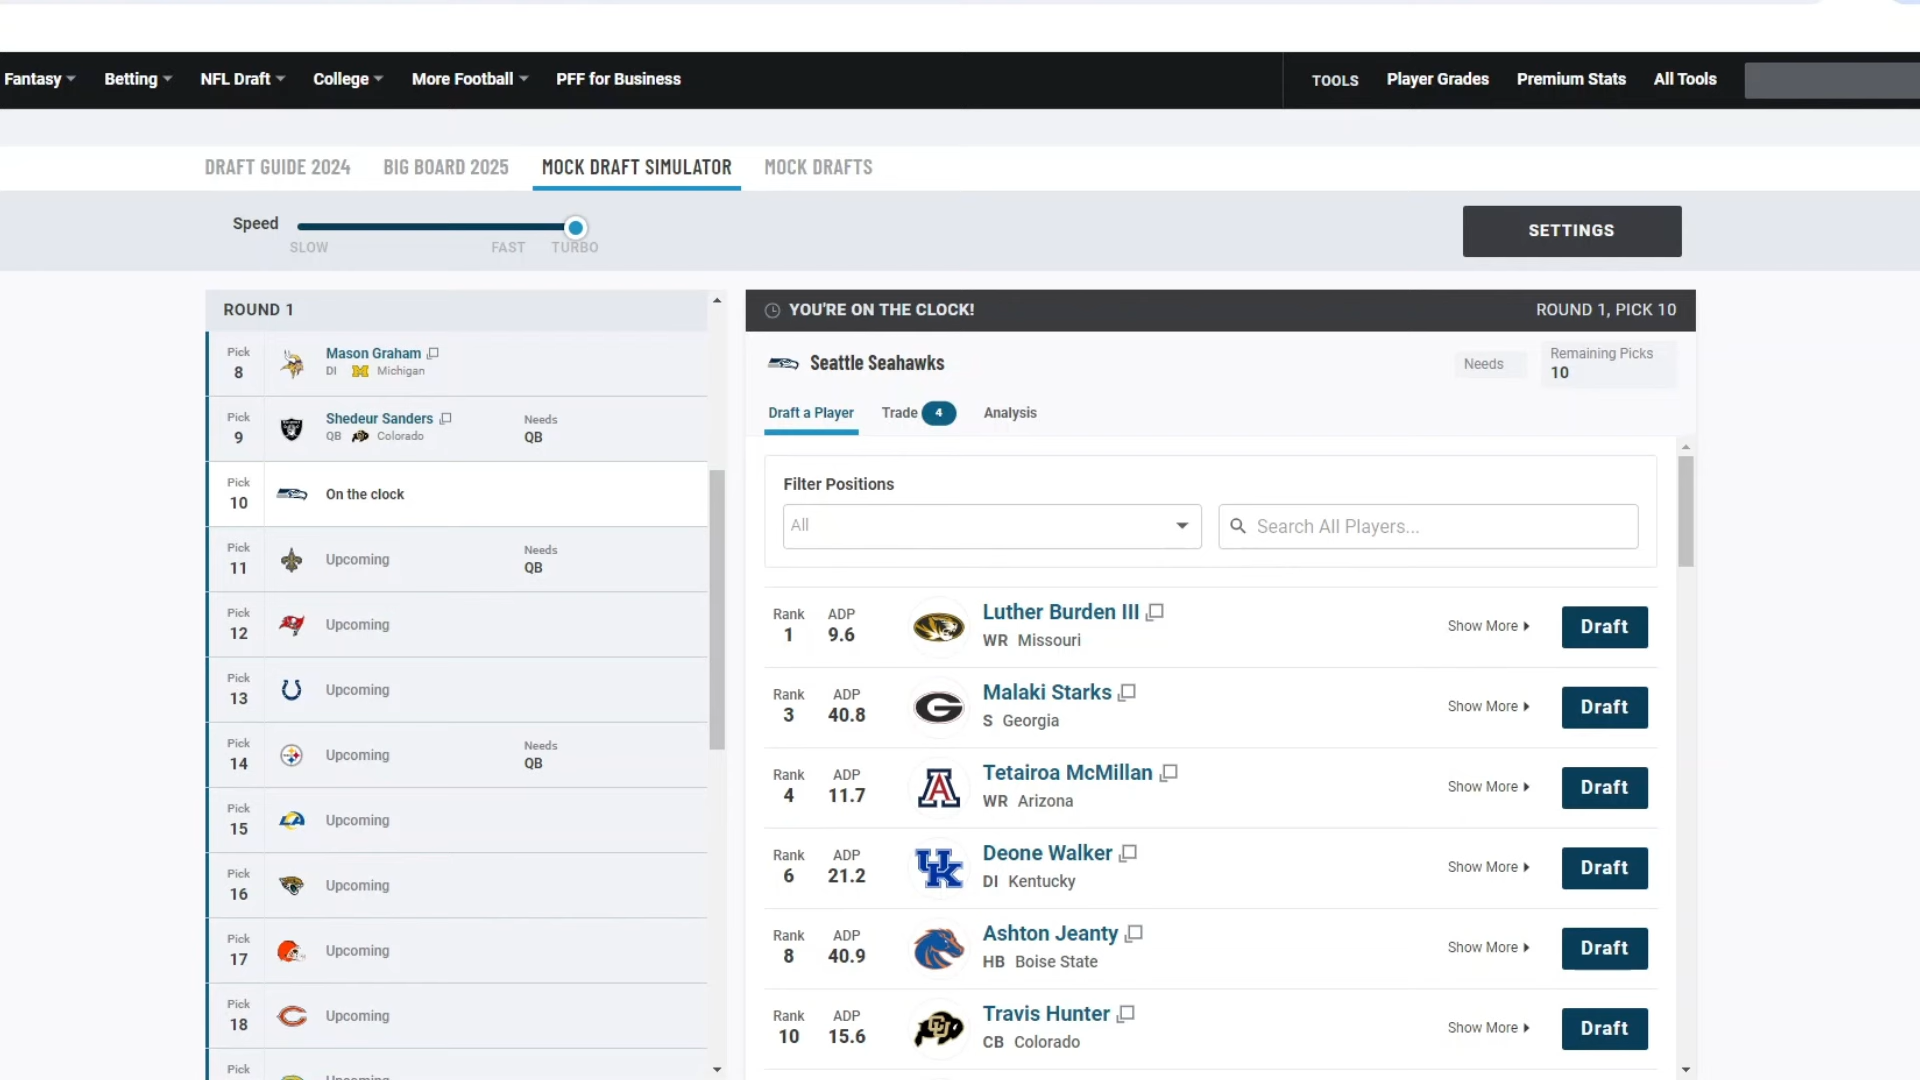 Fantasy Betting NFL Draft College More Football PFF for Business TOOLS Player Grades Premium Stats All Tools
DRAFT GUIDE 2024 BIG BOARD 2025 MOCK DRAFT SIMULATOR MOCK DRAFTS
Speed
SLOW FAST TURBO
SETTINGS
ROUND 1
Pick
8
Mason Graham
DI Michigan
Pick
9
Shedeur Sanders
QB Colorado
Needs
QB
Pick
10
On the clock
Pick
11
Upcoming
Needs
QB
Pick
12
Upcoming
Pick
13
Upcoming
Pick
14
Upcoming
Needs
QB
Pick
15
Upcoming
Pick
16
Upcoming
Pick
17
Upcoming
Pick
18
Upcoming
Pick
Upcoming
YOU'RE ON THE CLOCK! ROUND 1, PICK 10
Seattle Seahawks
Needs
Remaining Picks
10
Draft a Player Trade 4 Analysis
Filter Positions
All
Search All Players...
Rank
1
ADP
9.6
Luther Burden III
WR Missouri
Show More
Draft
Rank
3
ADP
40.8
Malaki Starks
S Georgia
Show More
Draft
Rank
4
ADP
11.7
Tetairoa McMillan
WR Arizona
Show More
Draft
Rank
6
ADP
21.2
Deone Walker
DI Kentucky
Show More
Draft
Rank
8
ADP
40.9
Ashton Jeanty
HB Boise State
Show More
Draft
Rank
10
ADP
15.6
Travis Hunter
CB Colorado
Show More
Draft